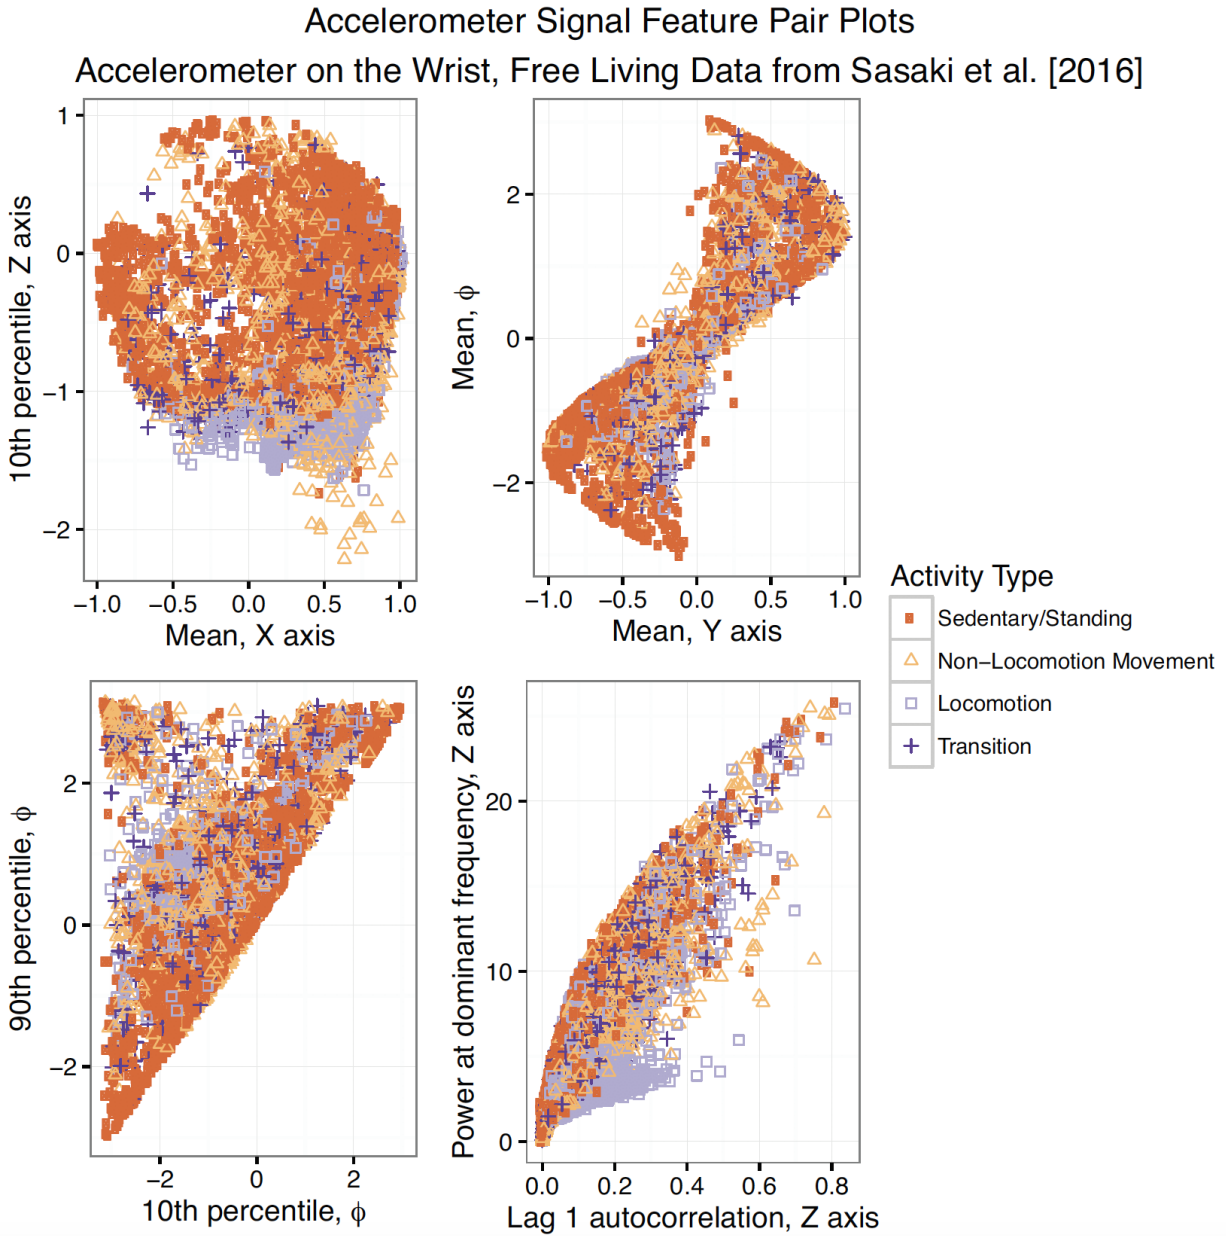 Accelerometer Signal Feature Pair Plots
Accelerometer on the Wrist, Free Living Data from Sasaki et al. [2016]
10th percentile, Z axis
1
0
−1
−2
−1.0 −0.5 0.0 0.5 1.0
Mean, X axis
Mean, ϕ
2
0
−2
−1.0 −0.5 0.0 0.5 1.0
Mean, Y axis
90th percentile, ϕ
2
0
−2
−2 0 2
10th percentile, ϕ
Power at dominant frequency, Z axis
20
10
0
0.0 0.2 0.4 0.6 0.8
Lag 1 autocorrelation, Z axis
Activity Type
Sedentary/Standing
Non−Locomotion Movement
Locomotion
Transition